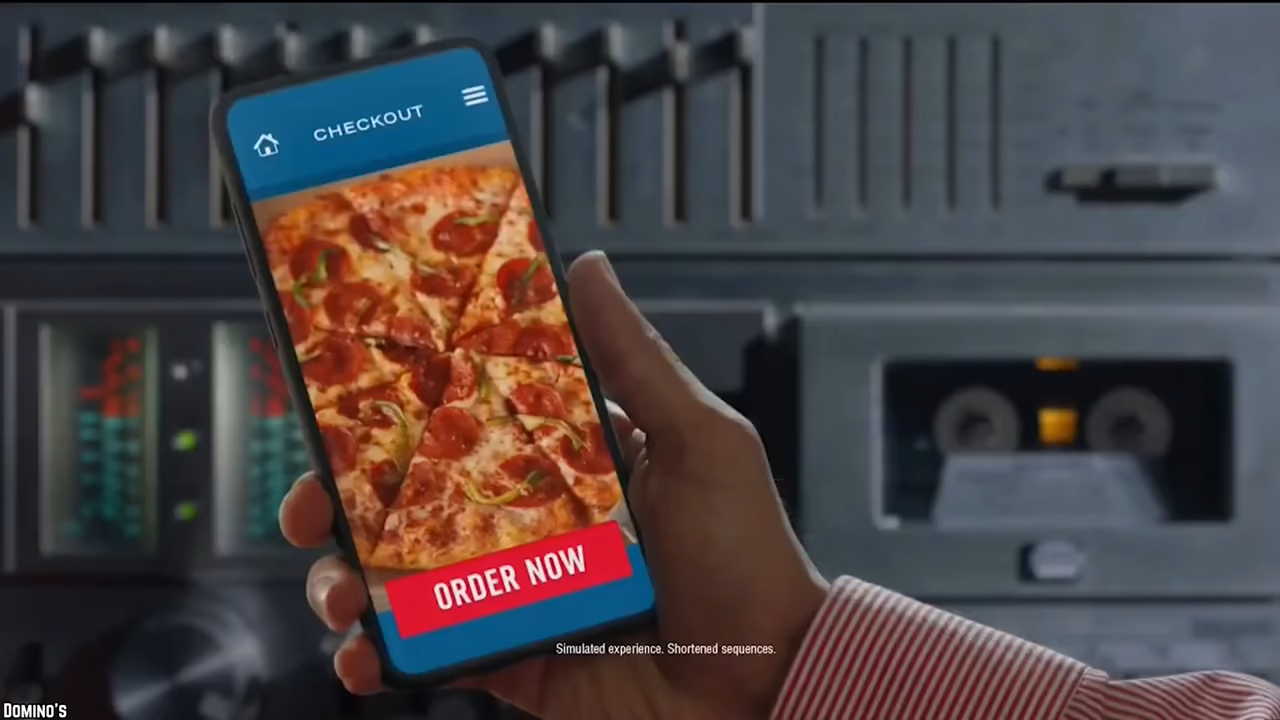 CHECKOUT
ORDER NOW
Simulated experience. Shortened sequences.
DOMINO'S